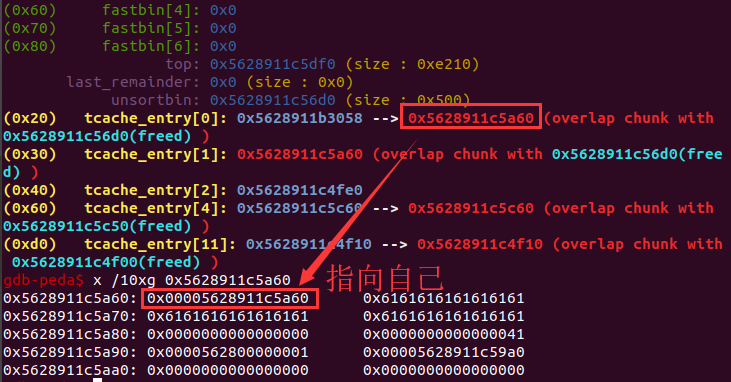 (0x60)     fastbin[4]: 0x0
(0x70)     fastbin[5]: 0x0
(0x80)     fastbin[6]: 0x0
top: 0x5628911c5df0 (size : 0xe210)
last_remainder: 0x0 (size : 0x0)
unsortbin: 0x5628911c56d0 (size : 0x500)
(0x20)   tcache_entry[0]: 0x5628911b3058 --> 0x5628911c5a60 (overlap chunk with
0x5628911c56d0(freed) )
(0x30)   tcache_entry[1]: 0x5628911c5a60 (overlap chunk with 0x5628911c56d0(free
d) )
(0x40)   tcache_entry[2]: 0x5628911c4fe0
(0x60)   tcache_entry[4]: 0x5628911c5c60 --> 0x5628911c5c60 (overlap chunk with
0x5628911c5c50(freed) )
(0xd0)   tcache_entry[11]: 0x5628911c4f10 --> 0x5628911c4f10 (overlap chunk with
0x5628911c4f00(freed) )
gdb-peda$ x /10xg 0x5628911c5a60
指向自己
0x5628911c5a60: 0x00005628911c5a60      0x6161616161616161
0x5628911c5a70: 0x6161616161616161      0x6161616161616161
0x5628911c5a80: 0x0000000000000000      0x0000000000000041
0x5628911c5a90: 0x0000562800000001      0x00005628911c59a0
0x5628911c5aa0: 0x0000000000000000      0x0000000000000000